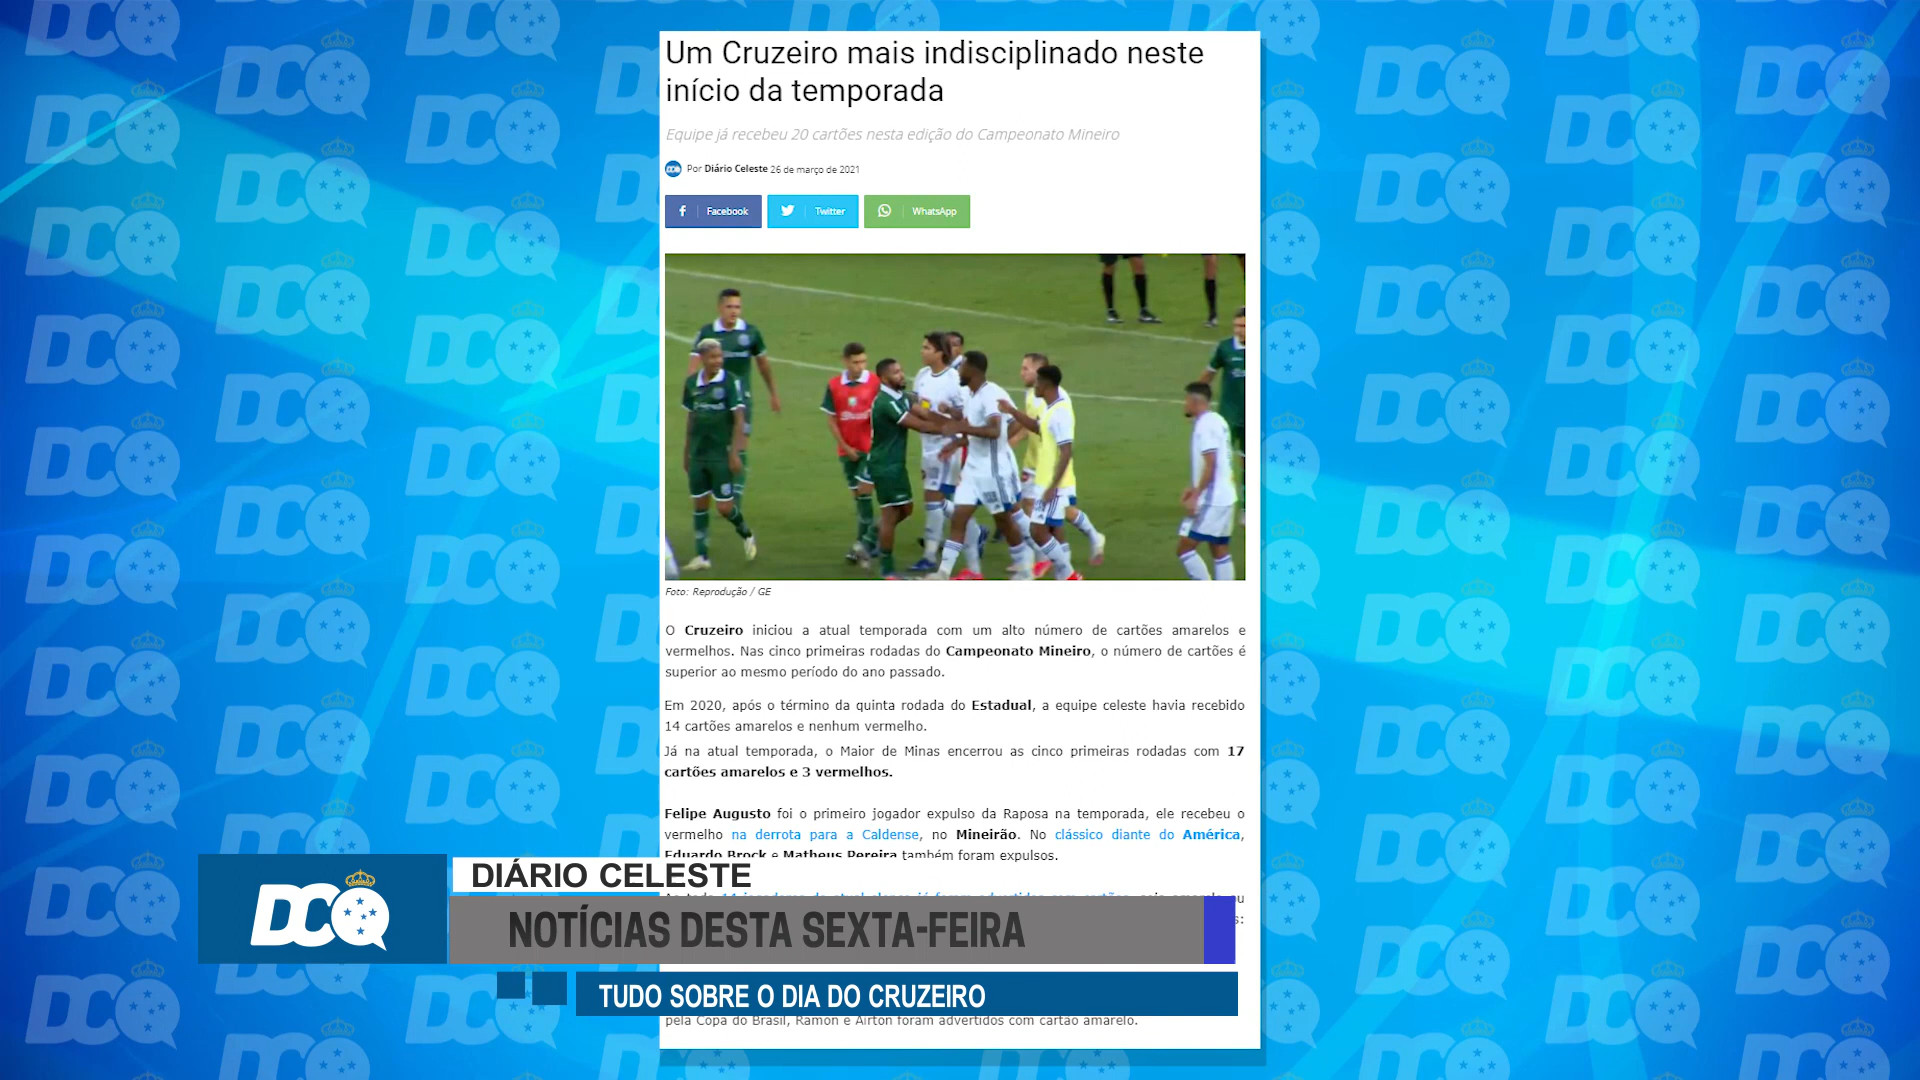 Um Cruzeiro mais indisciplinado neste
início da temporada
Equipe já recebeu 20 cartões nesta edição do Campeonato Mineiro
Por Diário Celeste 26 de março de 2021
Facebook Twitter WhatsApp
Foto: Reprodução / GE
O Cruzeiro iniciou a atual temporada com um alto número de cartões amarelos e
vermelhos. Nas cinco primeiras rodadas do Campeonato Mineiro, o número de cartões é
superior ao mesmo período do ano passado.
Em 2020, após o término da quinta rodada do Estadual, a equipe celeste havia recebido
14 cartões amarelos e nenhum vermelho.
Já na atual temporada, o Maior de Minas encerrou as cinco primeiras rodadas com 17
cartões amarelos e 3 vermelhos.
Felipe Augusto foi o primeiro jogador expulso da Raposa na temporada, ele recebeu o
vermelho na derrota para a Caldense, no Mineirão. No clássico diante do América,
Eduardo Brock e Matheus Pereira também foram expulsos.
DIÁRIO CELESTE
DCQ
NOTÍCIAS DESTA SEXTA-FEIRA
TUDO SOBRE O DIA DO CRUZEIRO
pela Copa do Brasil, Ramon e Airton foram advertidos com cartão amarelo.